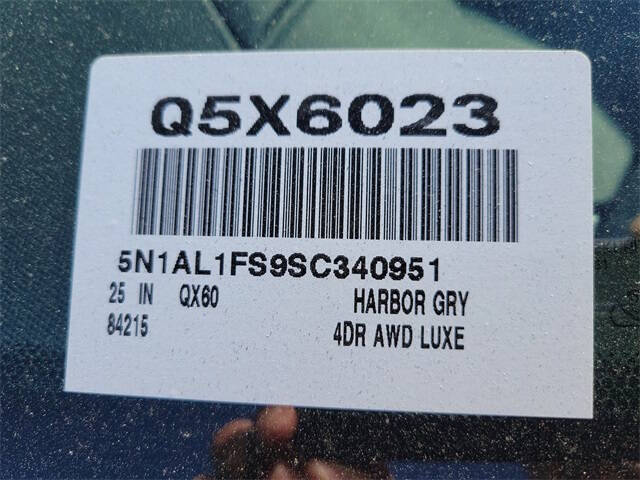 Q5X6023
5N1AL1FS9SC340951
25 IN QX60 HARBOR GRY
84215 4DR AWD LUXE